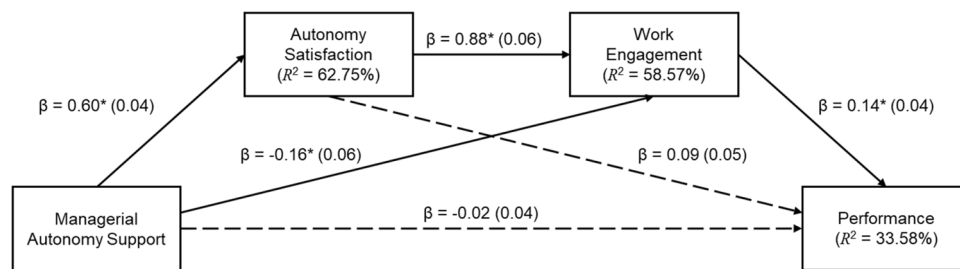 Autonomy
Satisfaction
(R² = 62.75%)
β = 0.88* (0.06)
Work
Engagement
(R² = 58.57%)
β = 0.60* (0.04)
β = 0.14* (0.04)
β = -0.16* (0.06)
β = 0.09 (0.05)
Managerial
Autonomy Support
β = -0.02 (0.04)
Performance
(R² = 33.58%)